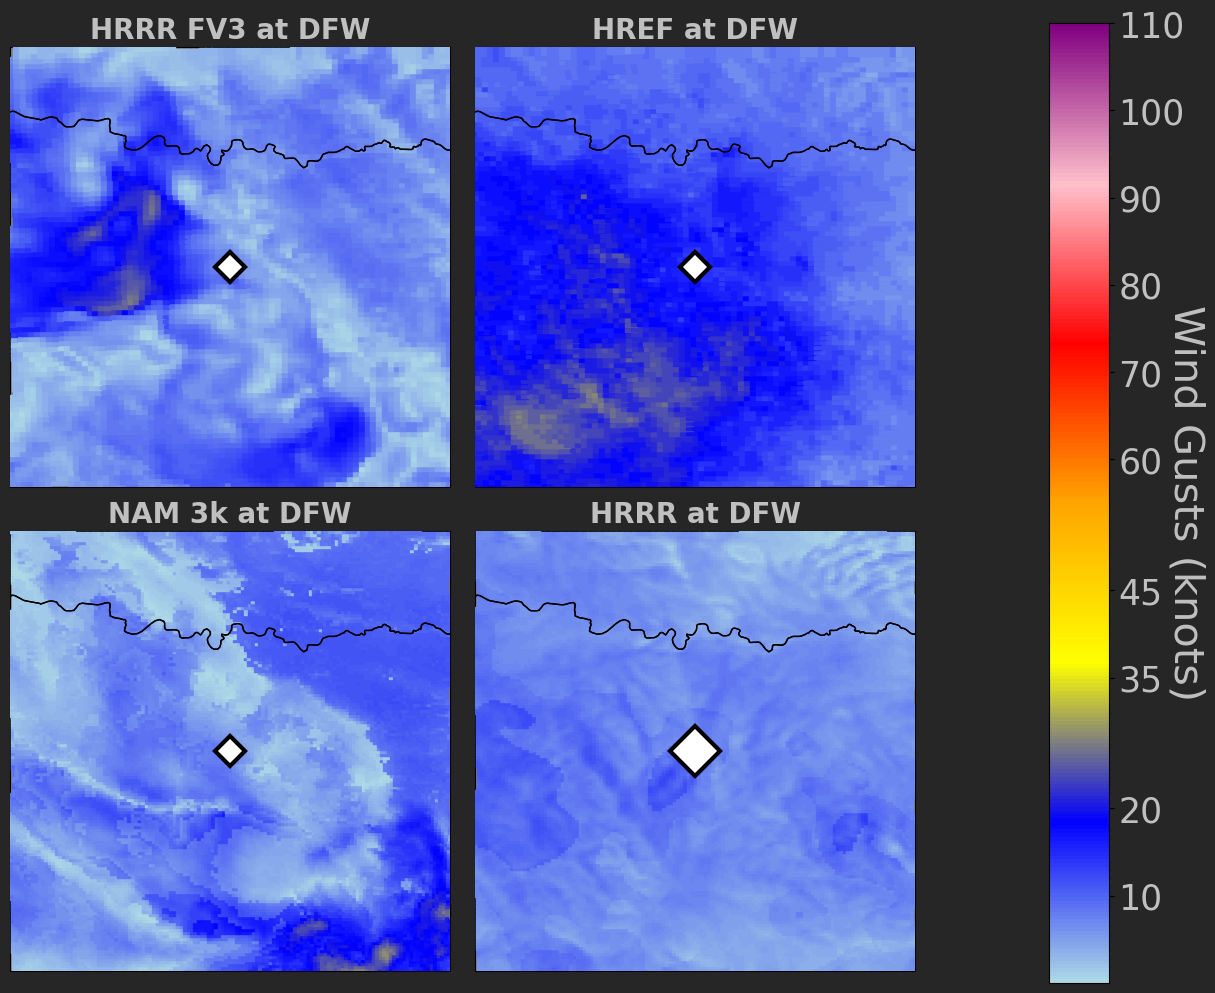 HRRR FV3 at DFW
HREF at DFW
NAM 3k at DFW
HRRR at DFW
110
100
90
80
70
60
45
35
20
10
Wind Gusts (knots)